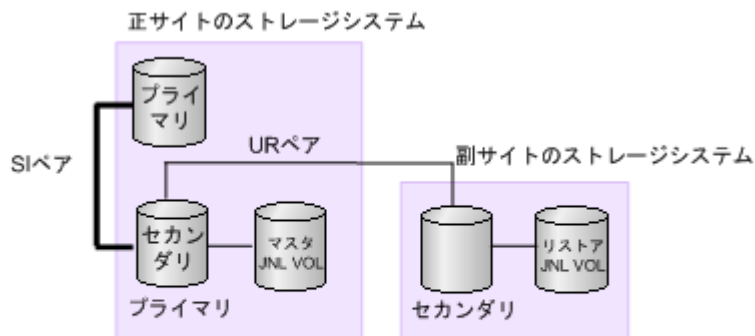 正サイトのストレージシステム
プライ
マリ
URペア
副サイトのストレージシステム
SIペア
セカン
ダリ
マスタ
JNL VOL
リストア
JNL VOL
プライマリ
セカンダリ